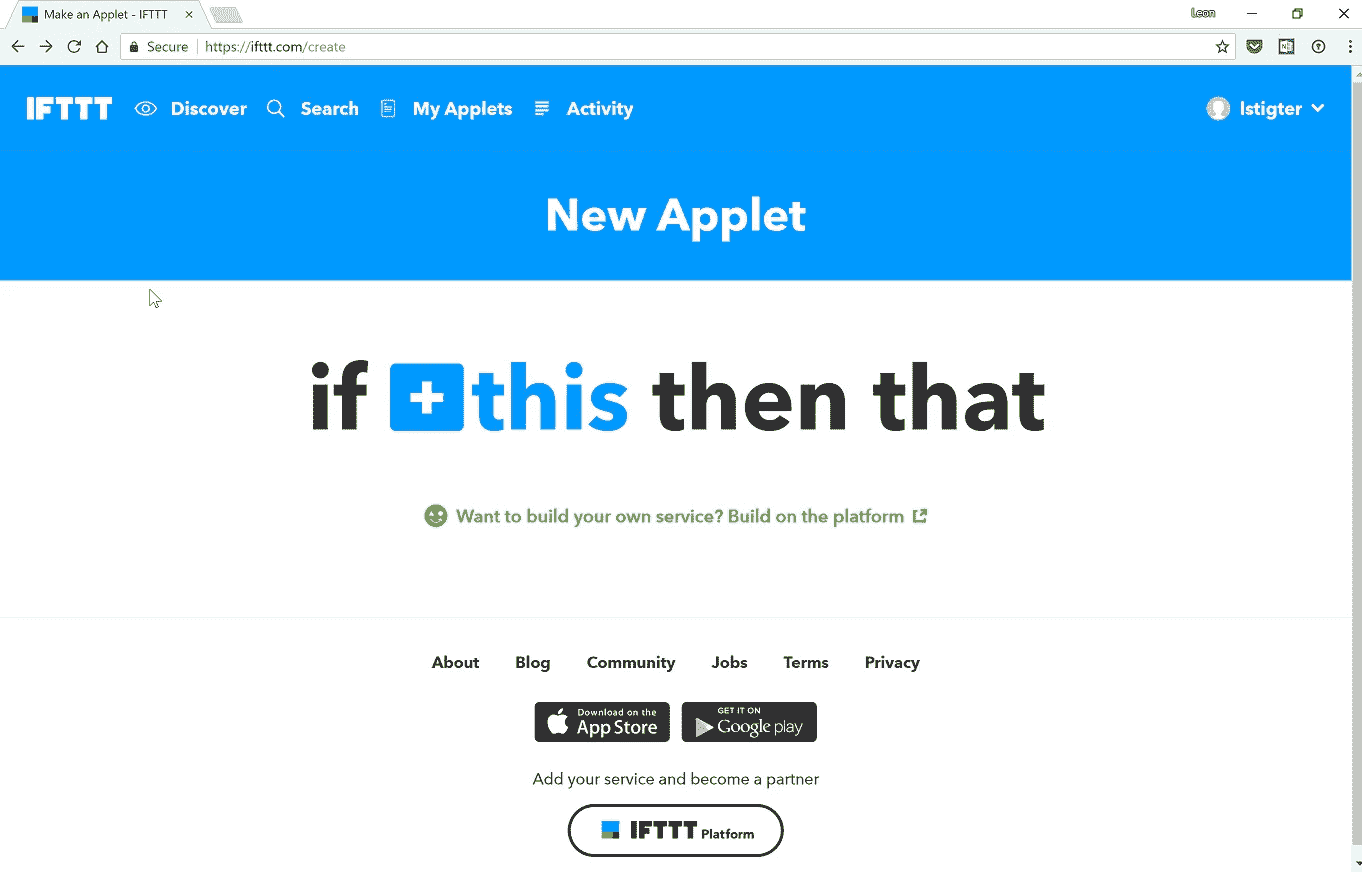 Make an Applet - IFTTT
Leon
Secure https://ifttt.com/create
IFTTT Discover Search My Applets Activity lstigter
New Applet
if +this then that
Want to build your own service? Build on the platform
About Blog Community Jobs Terms Privacy
Download on the App Store
GET IT ON Google play
Add your service and become a partner
IFTTT Platform